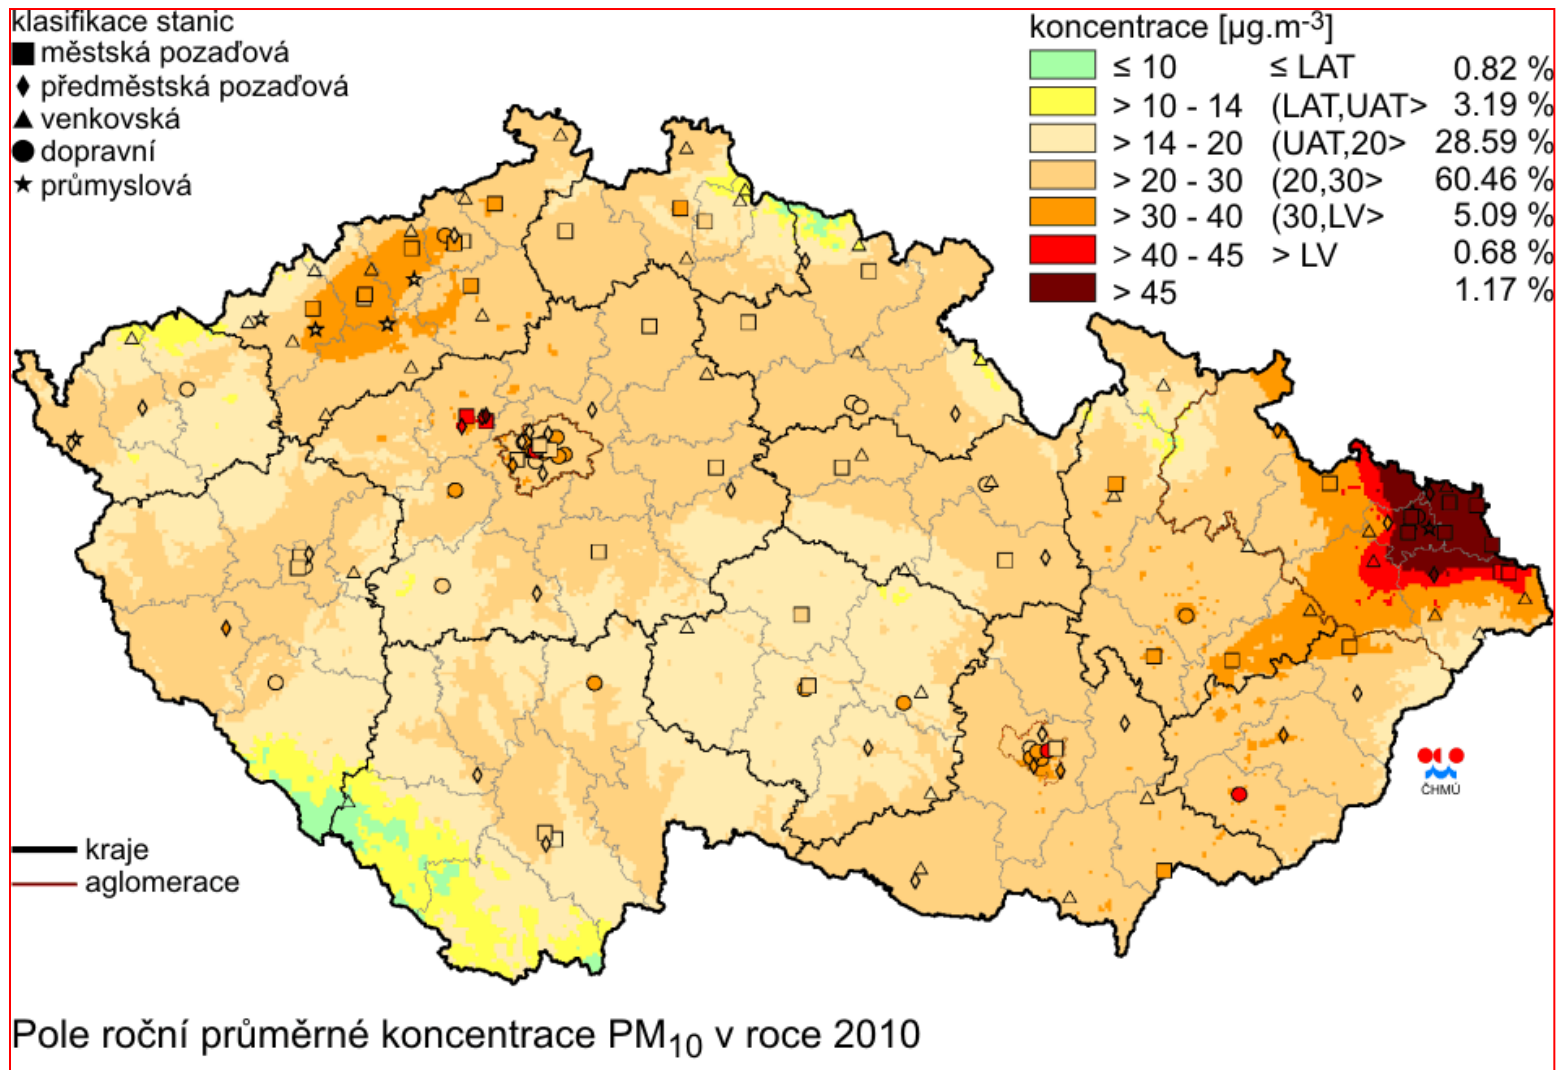 klasifikace stanic
městská pozaďová
předměstská pozaďová
venkovská
dopravní
průmyslová
koncentrace [µg.m-3]
≤ 10 ≤ LAT 0.82 %
> 10 - 14 (LAT,UAT> 3.19 %
> 14 - 20 (UAT,20> 28.59 %
> 20 - 30 (20,30> 60.46 %
> 30 - 40 (30,LV> 5.09 %
> 40 - 45 > LV 0.68 %
> 45 1.17 %
ČHMÚ
kraje
aglomerace
Pole roční průměrné koncentrace PM10 v roce 2010